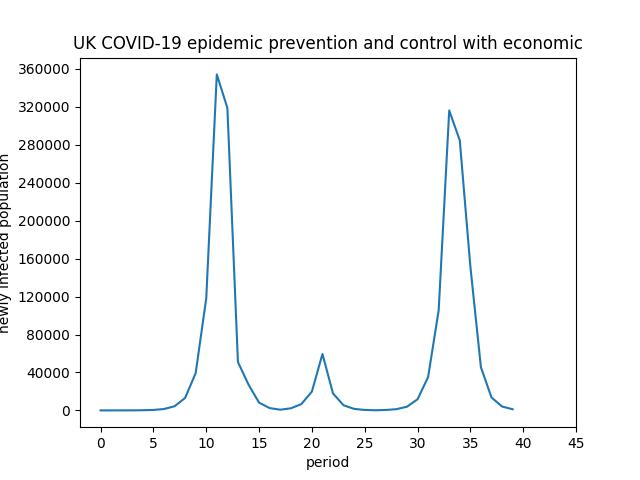 UK COVID-19 epidemic prevention and control with economic
360000
320000
280000
240000
200000
160000
120000
80000
40000
0
newly infected population
0 5 10 15 20 25 30 35 40 45
period